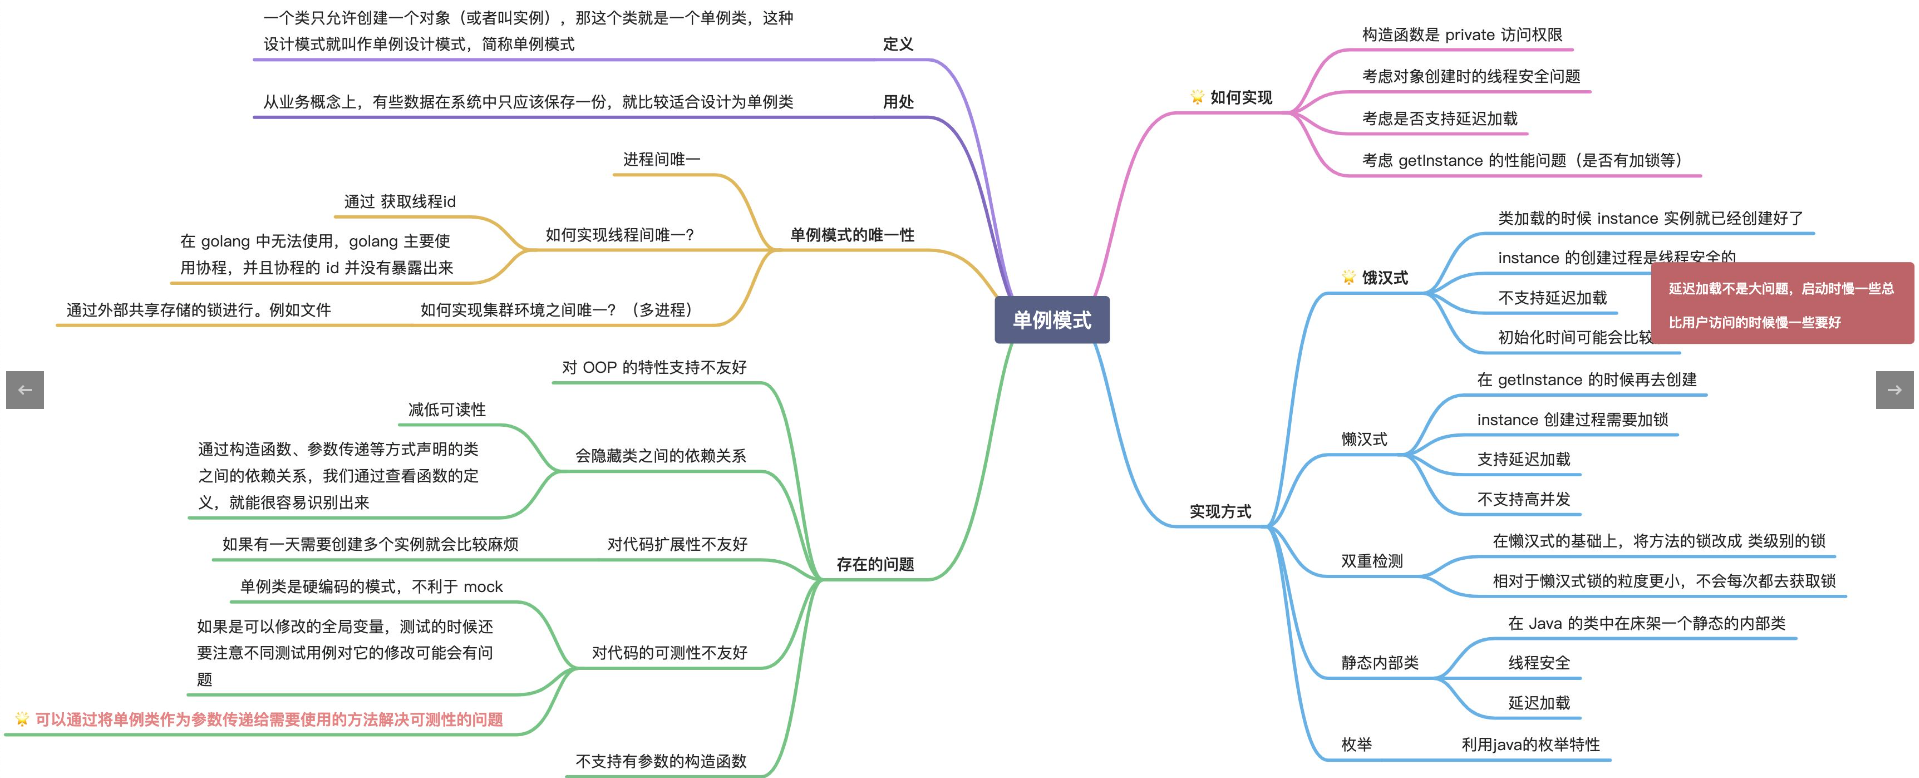 单例模式
一个类只允许创建一个对象（或者叫实例），那这个类就是一个单例类，这种
设计模式就叫作单例设计模式，简称单例模式
定义
从业务概念上，有些数据在系统中只应该保存一份，就比较适合设计为单例类
用处
进程间唯一
通过 获取线程id
在 golang 中无法使用，golang 主要使
用协程，并且协程的 id 并没有暴露出来
如何实现线程间唯一？
单例模式的唯一性
通过外部共享存储的锁进行。例如文件
如何实现集群环境之间唯一？（多进程）
对 OOP 的特性支持不友好
减低可读性
通过构造函数、参数传递等方式声明的类
之间的依赖关系，我们通过查看函数的定
义，就能很容易识别出来
会隐藏类之间的依赖关系
如果有一天需要创建多个实例就会比较麻烦
对代码扩展性不友好
存在的问题
单例类是硬编码的模式，不利于 mock
如果是可以修改的全局变量，测试的时候还
要注意不同测试用例对它的修改可能会有问
题
对代码的可测性不友好
可以通过将单例类作为参数传递给需要使用的方法解决可测性的问题
不支持有参数的构造函数
如何实现
构造函数是 private 访问权限
考虑对象创建时的线程安全问题
考虑是否支持延迟加载
考虑 getInstance 的性能问题（是否有加锁等）
实现方式
饿汉式
类加载的时候 instance 实例就已经创建好了
instance 的创建过程是线程安全的
不支持延迟加载
初始化时间可能会比较
延迟加载不是大问题，启动时慢一些总
比用户访问的时候慢一些要好
懒汉式
在 getInstance 的时候再去创建
instance 创建过程需要加锁
支持延迟加载
不支持高并发
双重检测
在懒汉式的基础上，将方法的锁改成 类级别的锁
相对于懒汉式锁的粒度更小，不会每次都去获取锁
静态内部类
在 Java 的类中在床架一个静态的内部类
线程安全
延迟加载
枚举
利用java的枚举特性